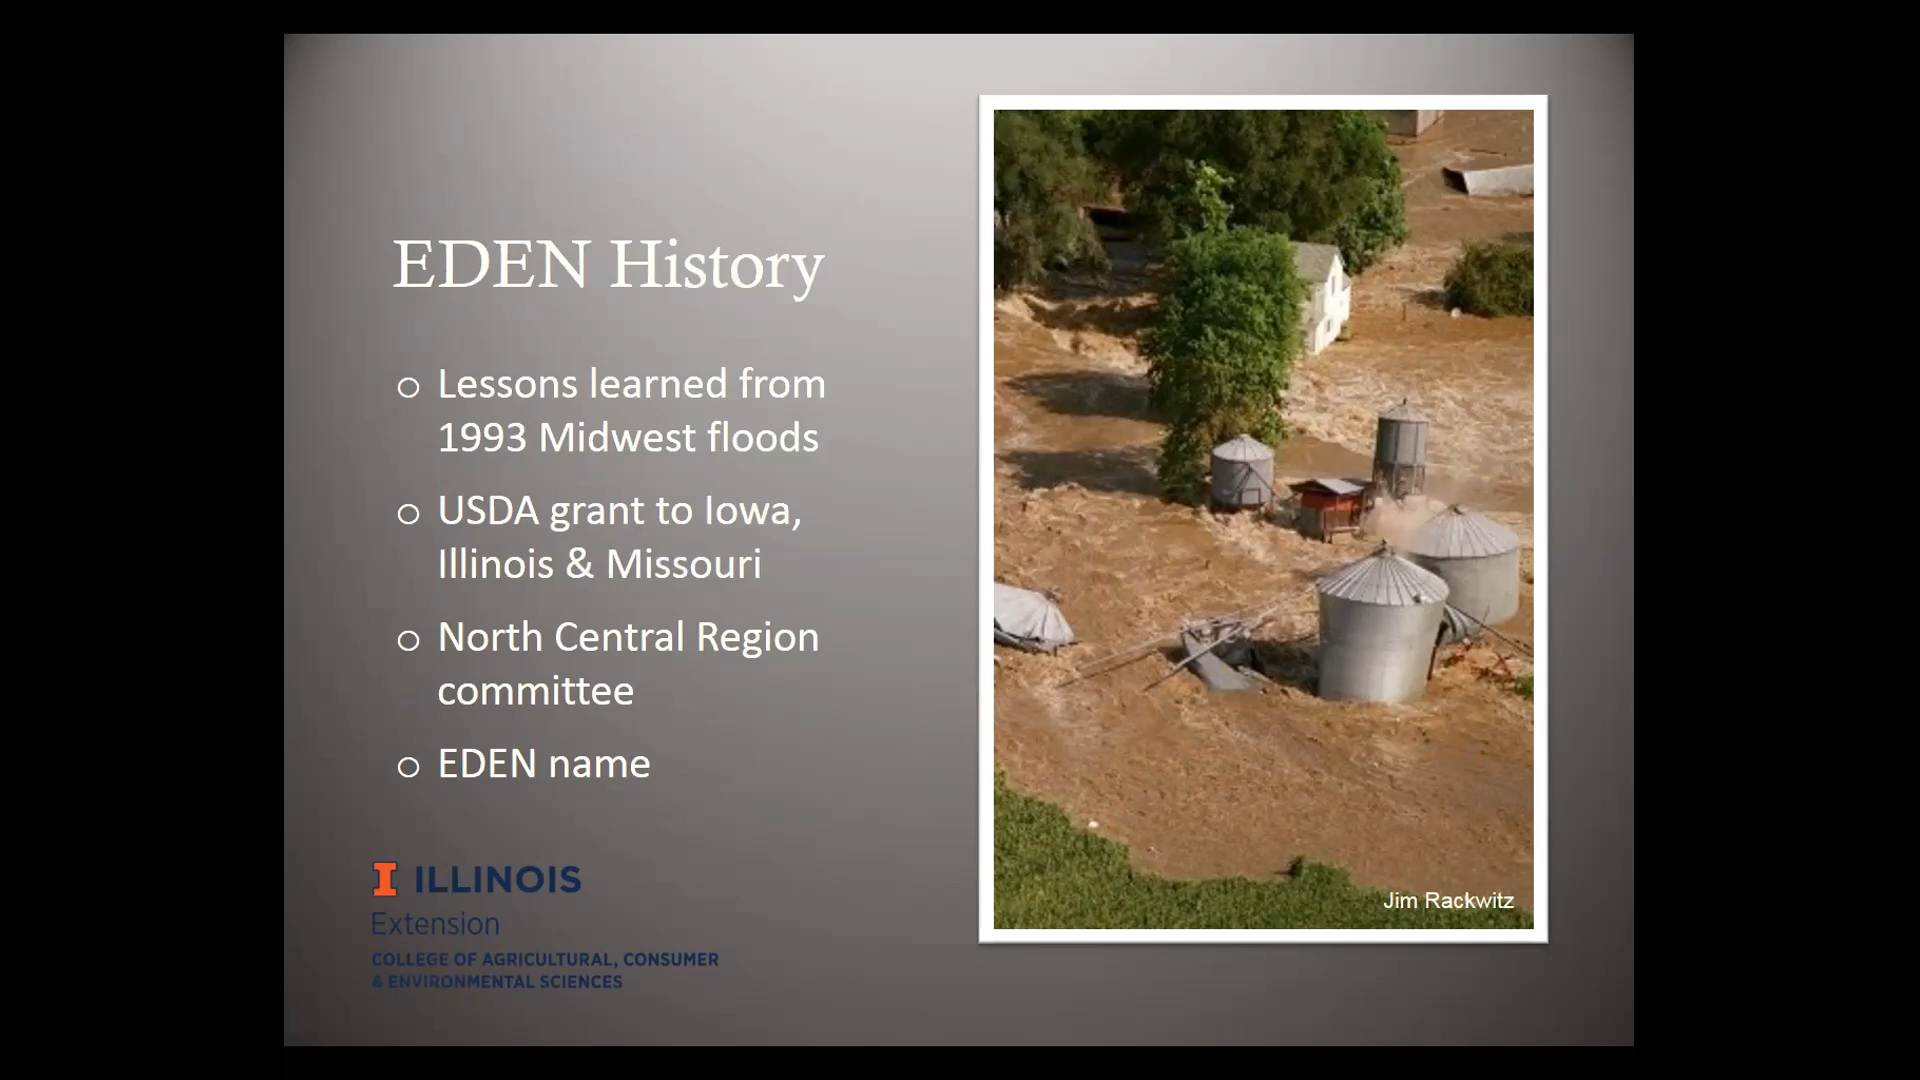 EDEN History
○ Lessons learned from
1993 Midwest floods
○ USDA grant to Iowa,
Illinois & Missouri
○ North Central Region
committee
○ EDEN name
I ILLINOIS
Extension
COLLEGE OF AGRICULTURAL, CONSUMER
& ENVIRONMENTAL SCIENCES
Jim Rackwitz